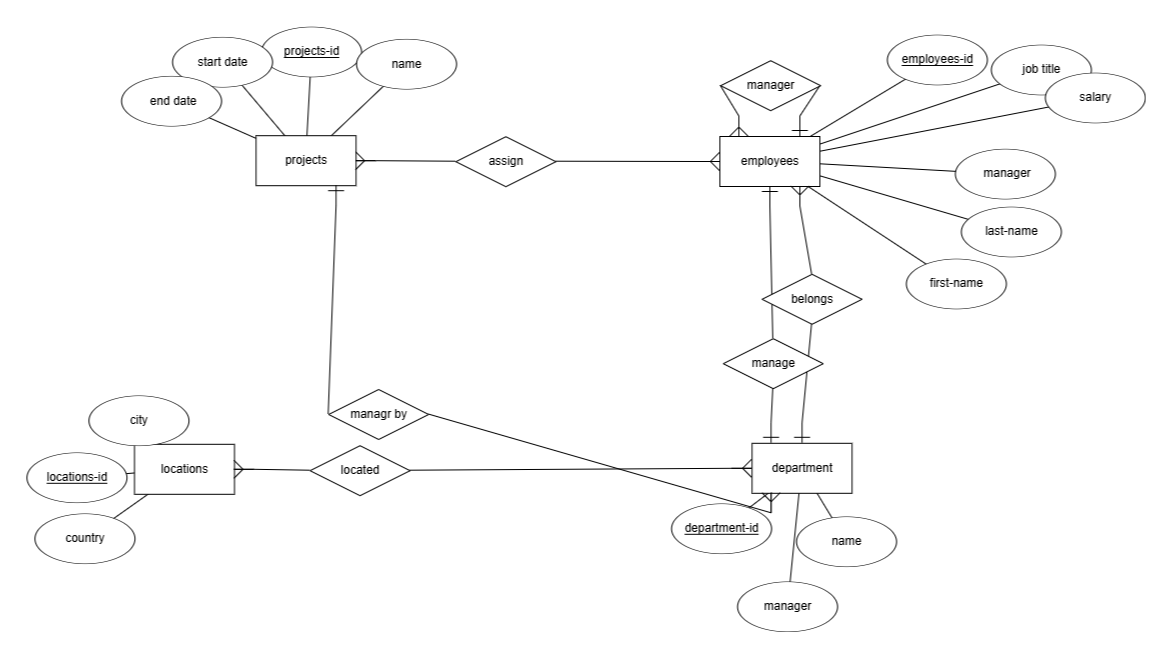 projects-id
start date
name
end date
projects
assign
manager
employees
employees-id
job title
salary
manager
last-name
first-name
belongs
manage
managr by
city
locations
locations-id
country
located
department
department-id
name
manager